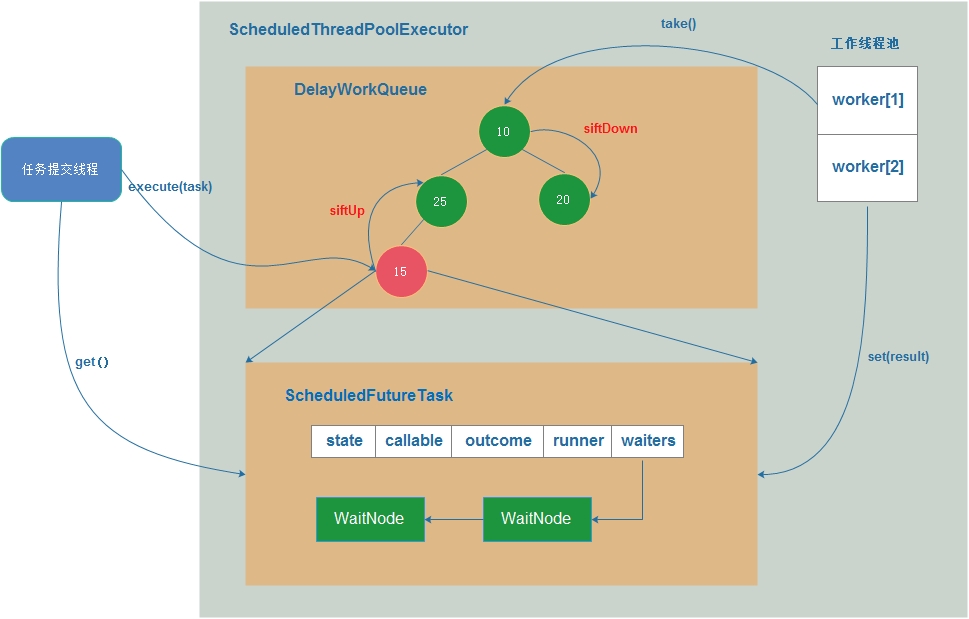 ScheduledThreadPoolExecutor
take()
工作线程池
DelayWorkQueue
worker[1]
10
siftDown
任务提交线程
worker[2]
execute(task)
25
20
siftUp
15
get()
set(result)
ScheduledFutureTask
state callable outcome runner waiters
WaitNode WaitNode